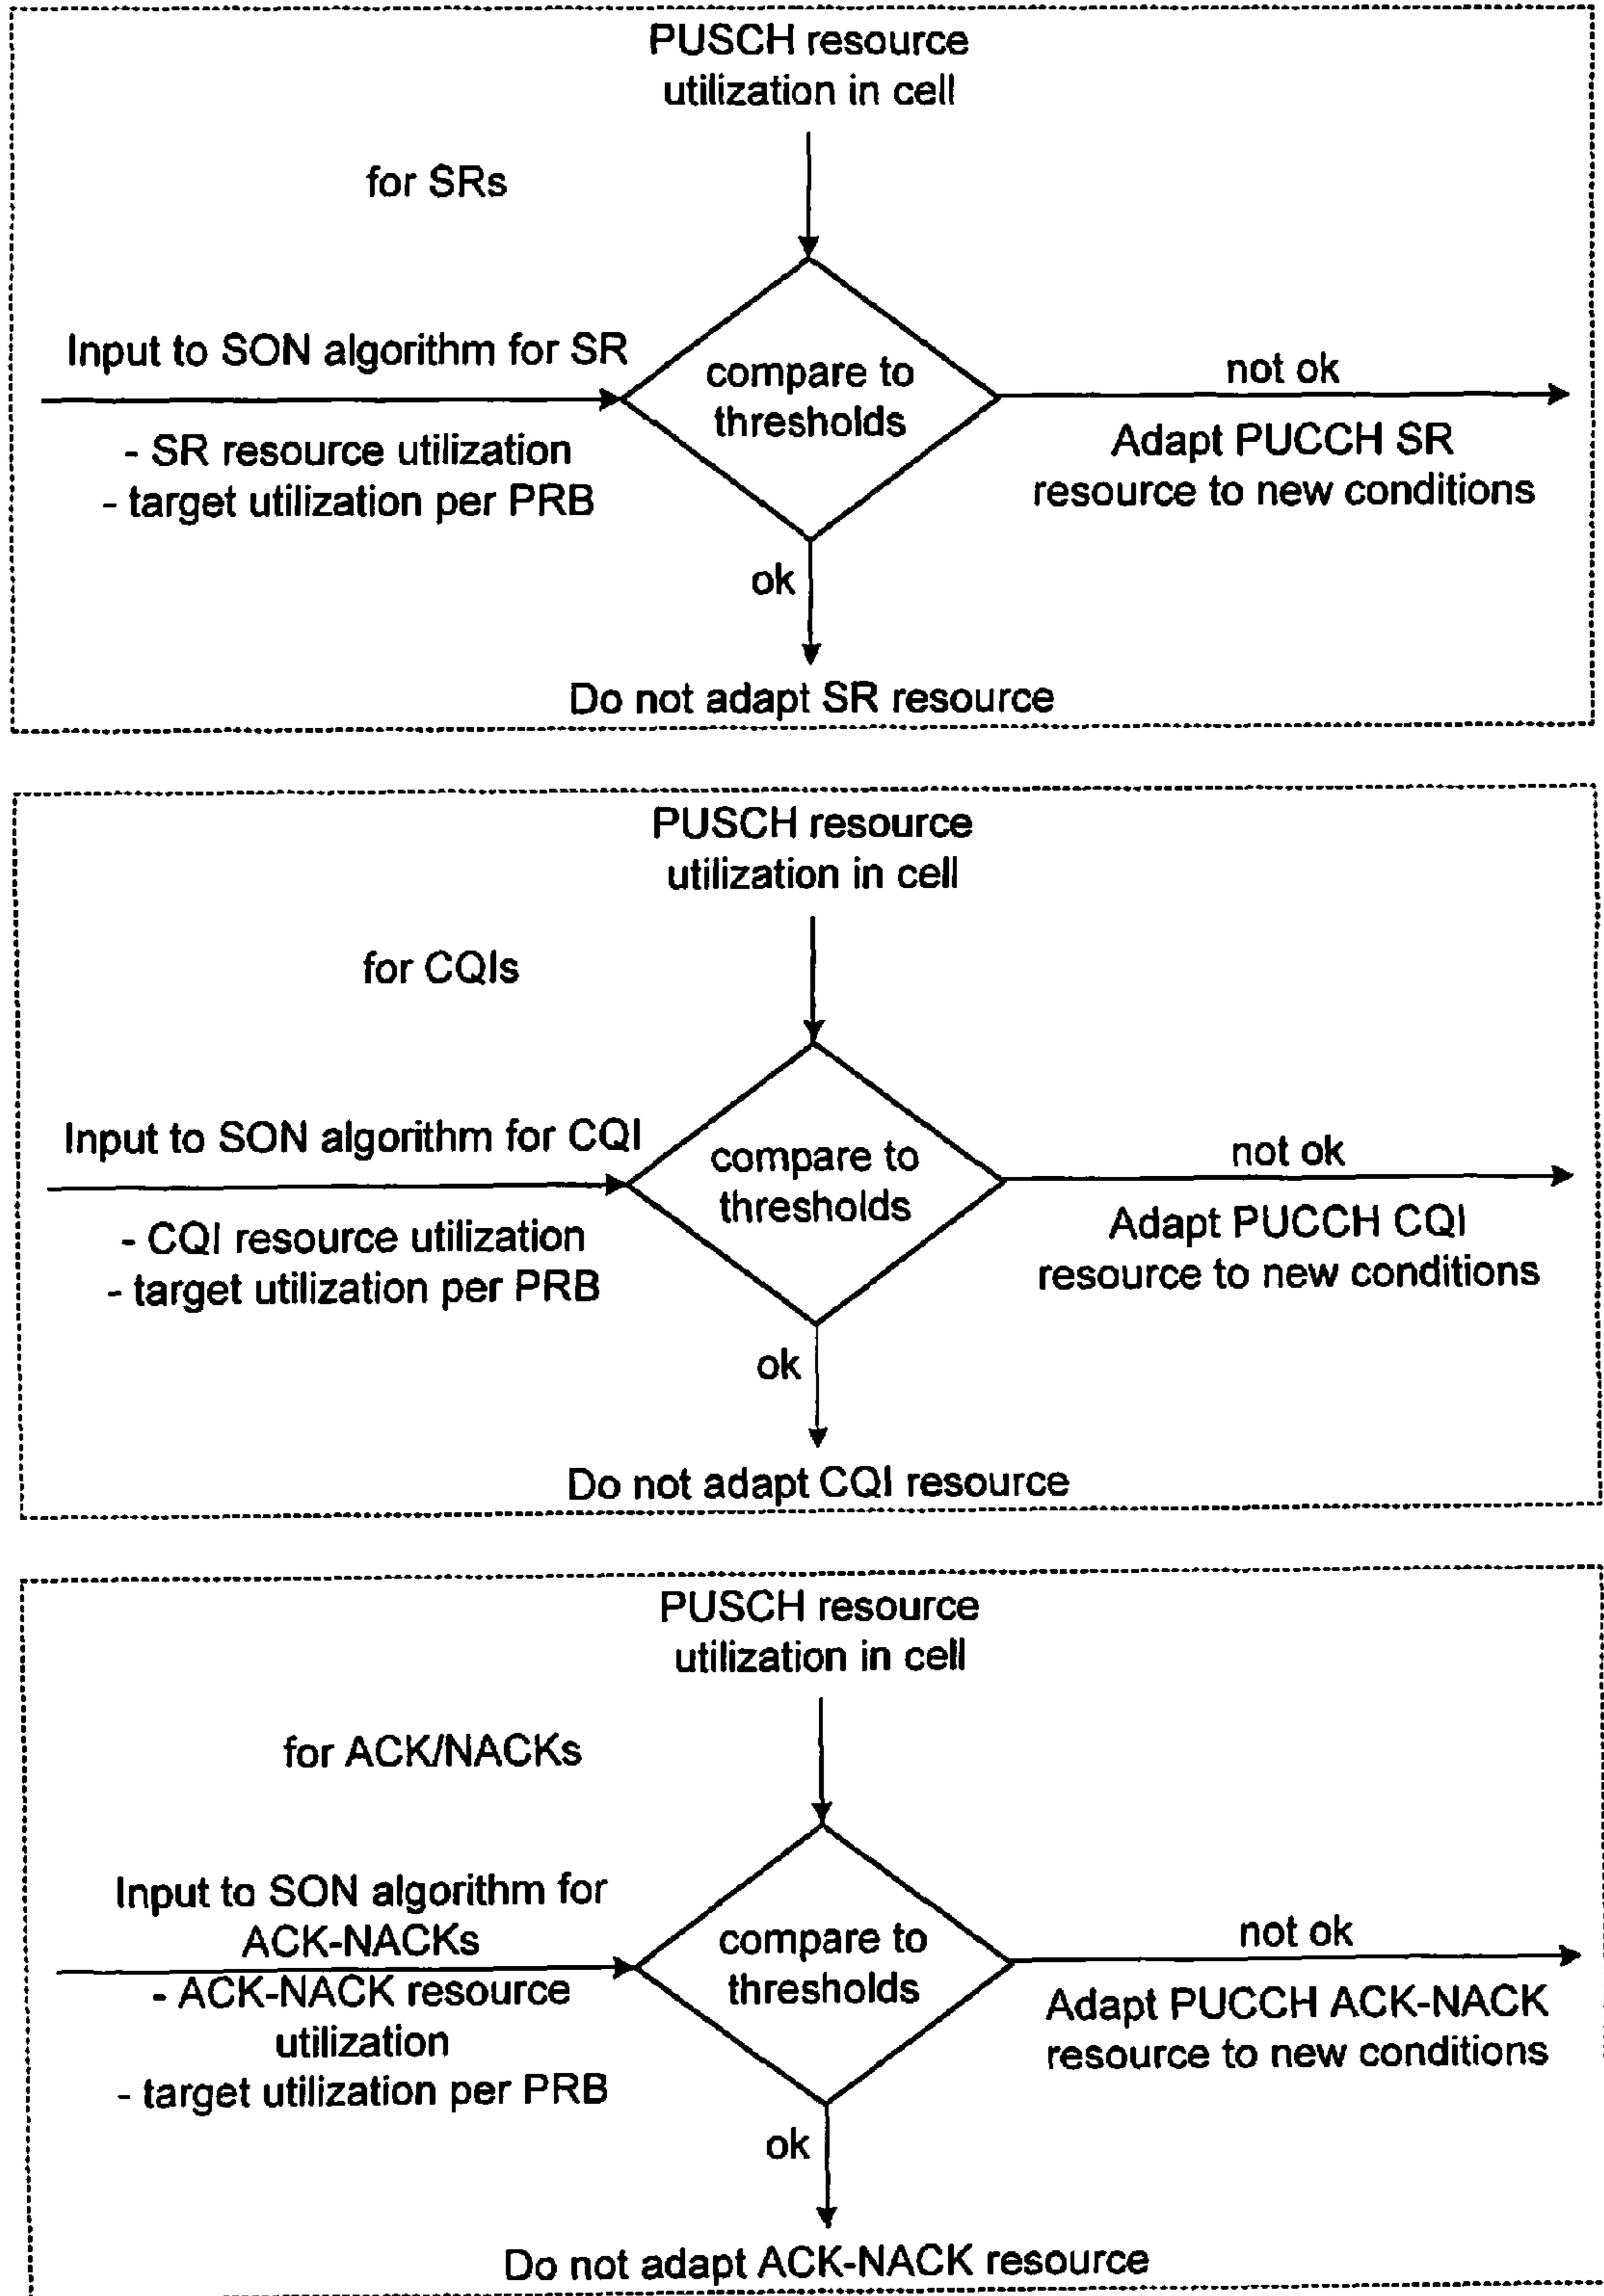 PUSCH resource
utilization in cell
for SRs
Input to SON algorithm for SR
- SR resource utilization
- target utilization per PRB
compare to
thresholds
not ok
Adapt PUCCH SR
resource to new conditions
ok
Do not adapt SR resource
PUSCH resource
utilization in cell
for CQIs
Input to SON algorithm for CQI
- CQI resource utilization
- target utilization per PRB
compare to
thresholds
not ok
Adapt PUCCH CQI
resource to new conditions
ok
Do not adapt CQI resource
PUSCH resource
utilization in cell
for ACK/NACKs
Input to SON algorithm for
ACK-NACKs
- ACK-NACK resource
utilization
- target utilization per PRB
compare to
thresholds
not ok
Adapt PUCCH ACK-NACK
resource to new conditions
ok
Do not adapt ACK-NACK resource